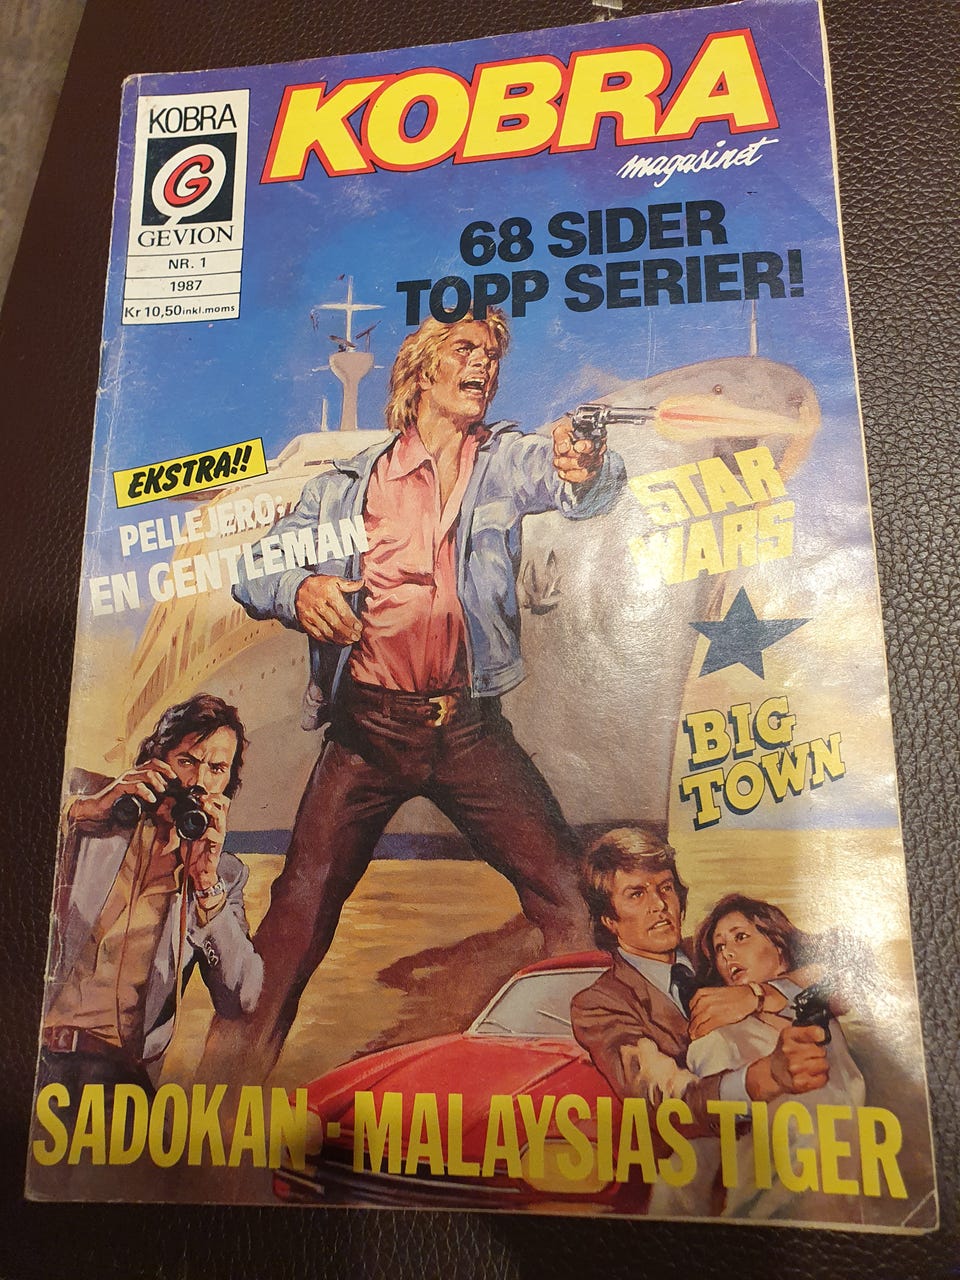 KOBRA
G
GEVION
NR. 1
1987
Kr 10,50 inkl.moms
KOBRA
magasinet
68 SIDER
TOPP SERIER!
EKSTRA!!
PELLEJERO:
EN GENTLEMAN
STAR
WARS
BIG
TOWN
SADOKAN · MALAYSIAS TIGER